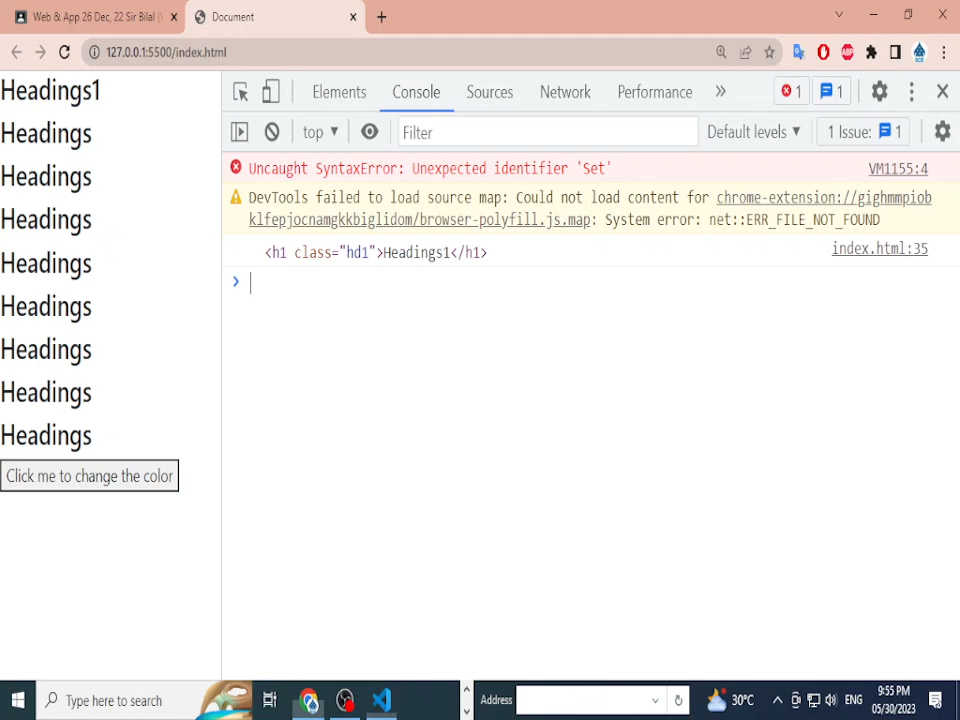 Web & App 26 Dec, 22 Sir Bilal (
Document
127.0.0.1:5500/index.html
Headings1
Headings
Headings
Headings
Headings
Headings
Headings
Headings
Headings
Click me to change the color
Elements Console Sources Network Performance » 1 1
top ▼ Filter Default levels ▼ 1 Issue: 1
Uncaught SyntaxError: Unexpected identifier 'Set' VM1155:4
DevTools failed to load source map: Could not load content for chrome-extension://gighmmpiob
klfepjocnamgkkbiglidom/browser-polyfill.js.map: System error: net::ERR_FILE_NOT_FOUND
<h1 class="hd1">Headings1</h1> index.html:35
Type here to search
Address
30°C
ENG
9:55 PM
05/30/2023